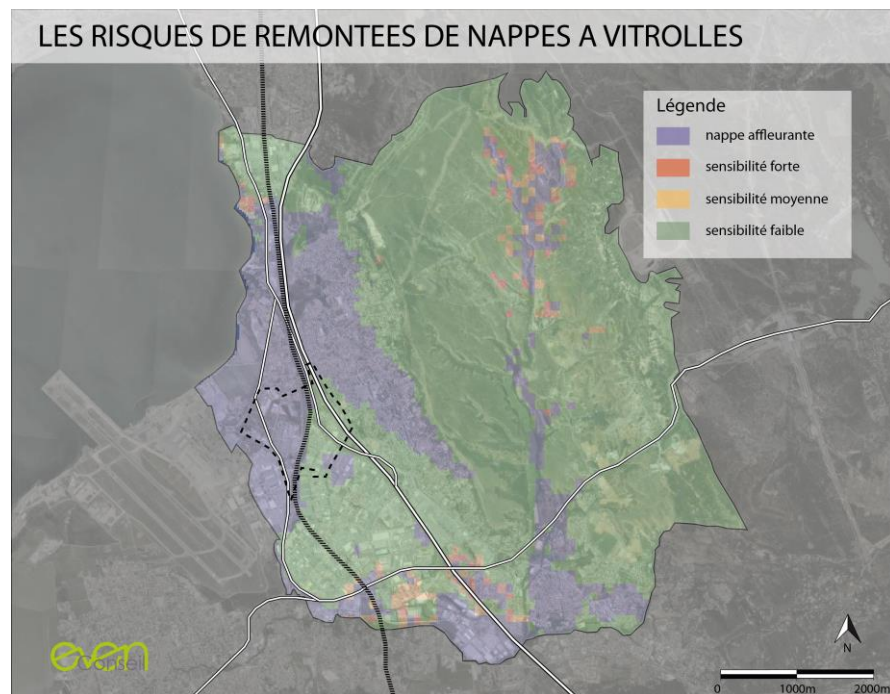 LES RISQUES DE REMONTEES DE NAPPES A VITROLLES
Légende
nappe affleurante
sensibilité forte
sensibilité moyenne
sensibilité faible
even
Conseil
N
0 1000m 2000m